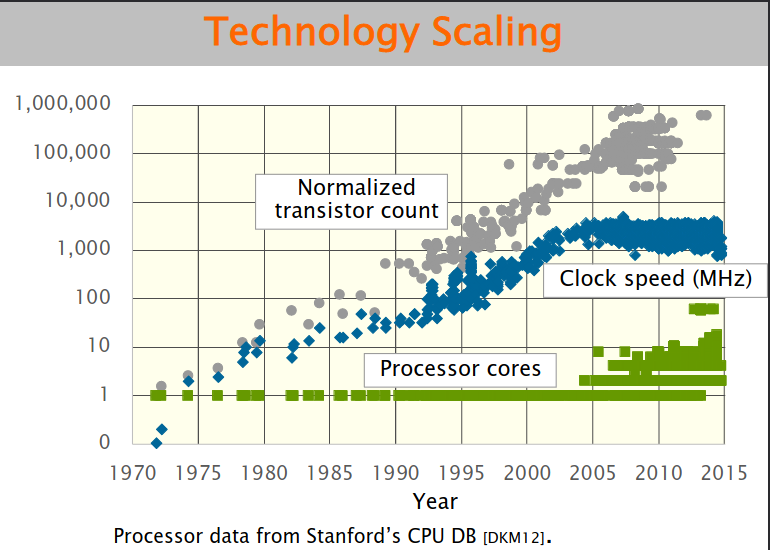 Technology Scaling
1,000,000
100,000
10,000
1,000
100
10
1
0
Normalized
transistor count
Clock speed (MHz)
Processor cores
1970 1975 1980 1985 1990 1995 2000 2005 2010 2015
Year
Processor data from Stanford’s CPU DB [DKM12].